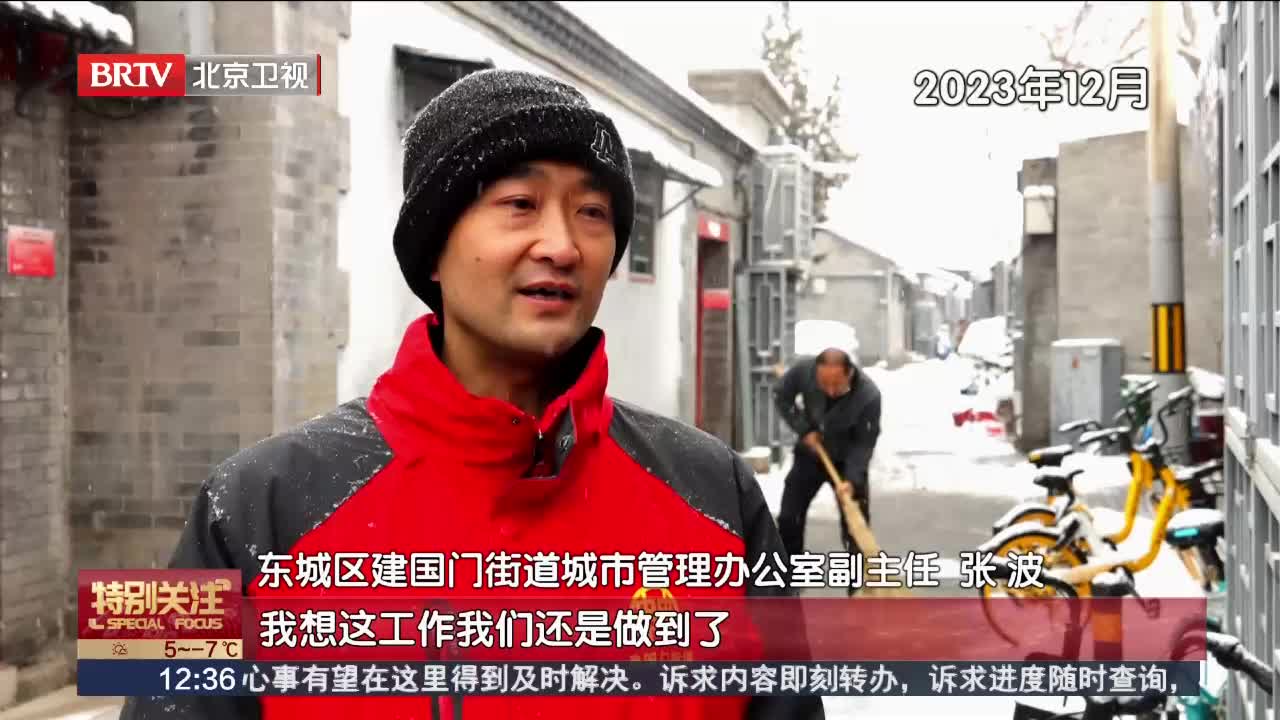 BRTV 北京卫视
2023年12月
东城区建国门街道城市管理办公室副主任 张波
特别关注
SPECIAL FOCUS
我想这工作我们还是做到了
5~-7℃
12:36 心事有望在这里得到及时解决。诉求内容即刻转办，诉求进度随时查询，